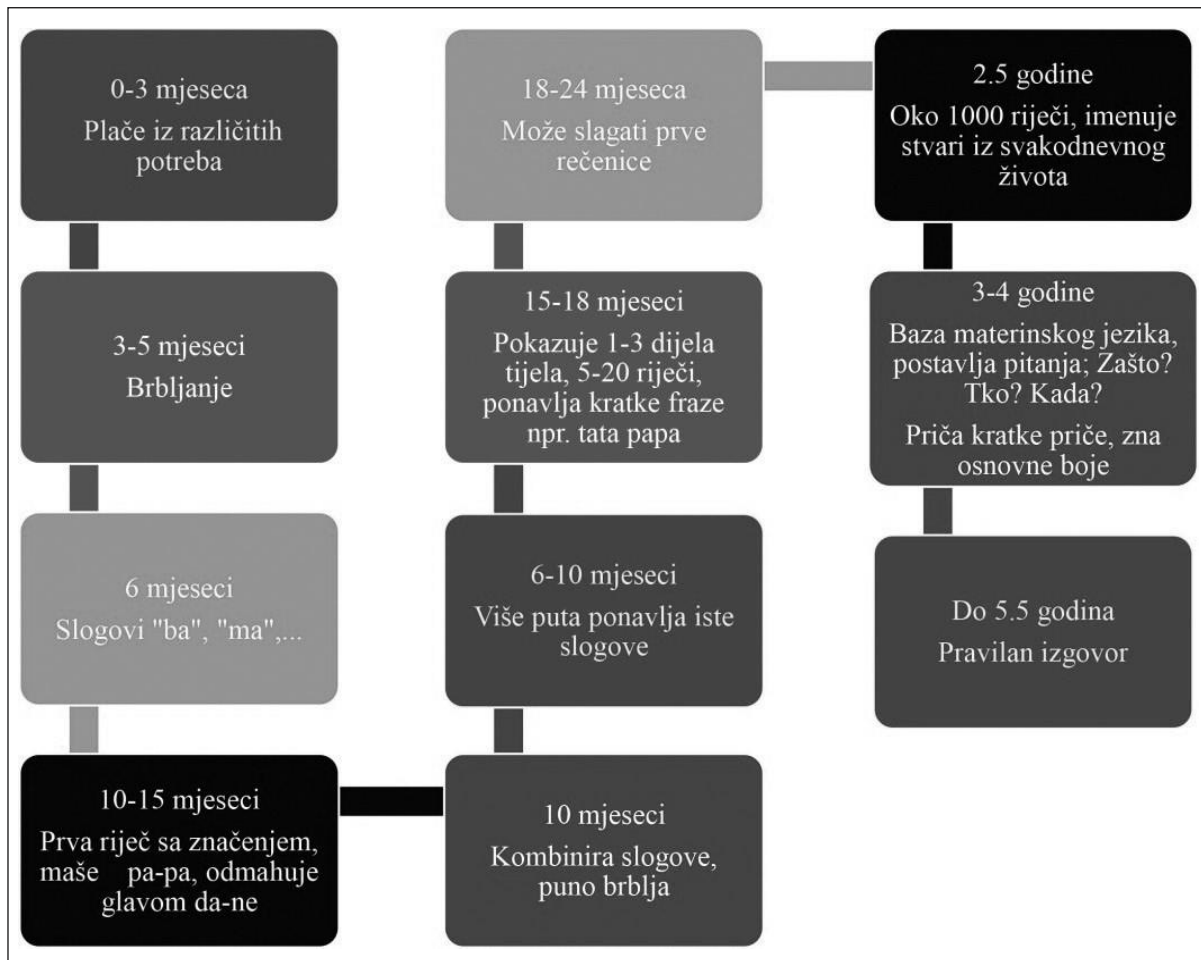 0-3 mjeseca
Plače iz različitih
potreba
3-5 mjeseci
Brbljanje
6 mjeseci
Slogovi "ba", "ma",...
10-15 mjeseci
Prva riječ sa značenjem,
maše pa-pa, odmahuje
glavom da-ne
10 mjeseci
Kombinira slogove,
puno brblja
6-10 mjeseci
Više puta ponavlja iste
slogove
15-18 mjeseci
Pokazuje 1-3 dijela
tijela, 5-20 riječi,
ponavlja kratke fraze
npr. tata papa
18-24 mjeseca
Može slagati prve
rečenice
2.5 godine
Oko 1000 riječi, imenuje
stvari iz svakodnevnog
života
3-4 godine
Baza materinskog jezika,
postavlja pitanja; Zašto?
Tko? Kada?
Priča kratke priče, zna
osnovne boje
Do 5.5 godina
Pravilan izgovor